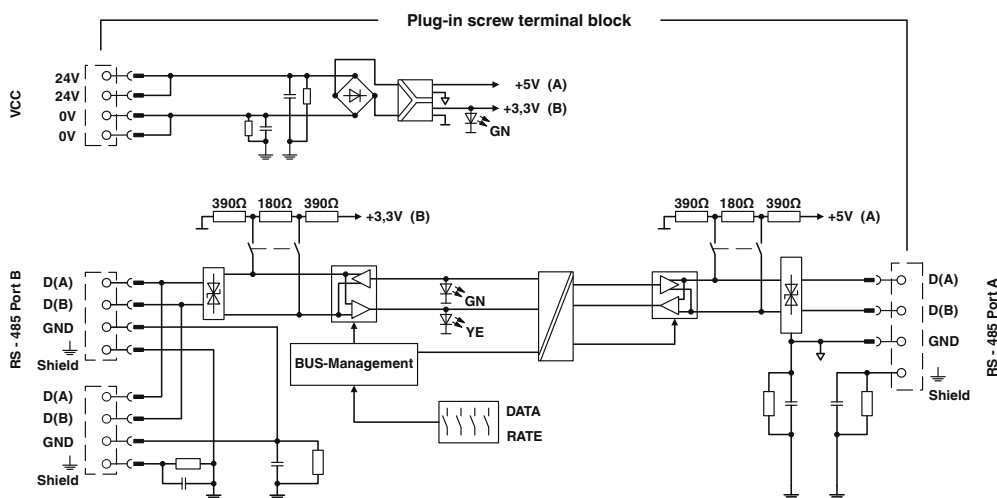 Plug-in screw terminal block
VCC
24V
24V
0V
0V
+5V (A)
+3,3V (B)
GN
390Ω 180Ω 390Ω
+3,3V (B)
390Ω 180Ω 390Ω
+5V (A)
RS - 485 Port B
D(A)
D(B)
GND
Shield
D(A)
D(B)
GND
Shield
GN
YE
BUS-Management
DATA
RATE
D(A)
D(B)
GND
Shield
RS - 485 Port A